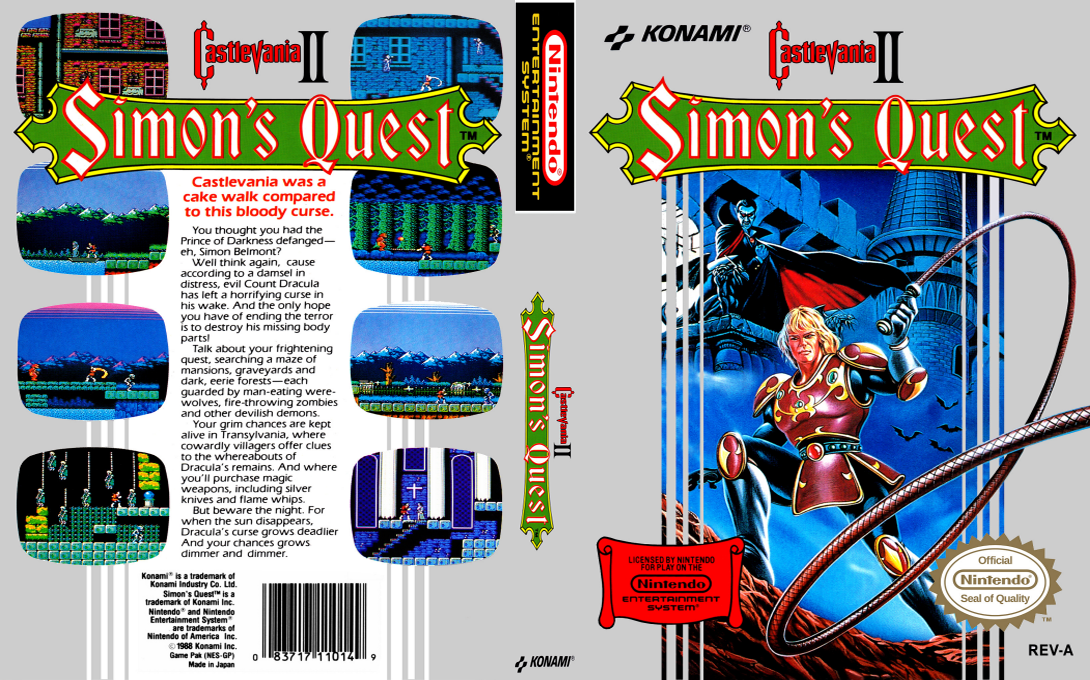 Castlevania II
Simon's Quest™
Castlevania was a
cake walk compared
to this bloody curse.
You thought you had the
Prince of Darkness defanged—
eh, Simon Belmont?
Well think again, cause
according to a damsel in
distress, evil Count Dracula
has left a horrifying curse in
his wake. And the only hope
you have of ending the terror
is to destroy his missing body
parts!
Talk about your frightening
quest, searching a maze of
mansions, graveyards and
dark, eerie forests—each
guarded by man-eating were-
wolves, fire-throwing zombies
and other devilish demons.
Your grim chances are kept
alive in Transylvania, where
cowardly villagers offer clues
to the whereabouts of
Dracula's remains. And where
you'll purchase magic
weapons, including silver
knives and flame whips.
But beware the night. For
when the sun disappears,
Dracula's curse grows deadlier
And your chances grow
dimmer and dimmer.
Konami® is a trademark of
Konami Industry Co. Ltd.
Simon's Quest™ is a
trademark of Konami Inc.
Nintendo® and Nintendo
Entertainment System®
are trademarks of
Nintendo of America Inc.
© 1988 Konami Inc.
Game Pak (NES-GP)
Made in Japan
0 83717 11014 9
Nintendo®
ENTERTAINMENT
SYSTEM®
Castlevania II
Simon's Quest
KONAMI®
KONAMI®
Castlevania II
Simon's Quest™
LICENSED BY NINTENDO
FOR PLAY ON THE
Nintendo®
ENTERTAINMENT
SYSTEM®
Official
Nintendo®
Seal of Quality
™
REV-A